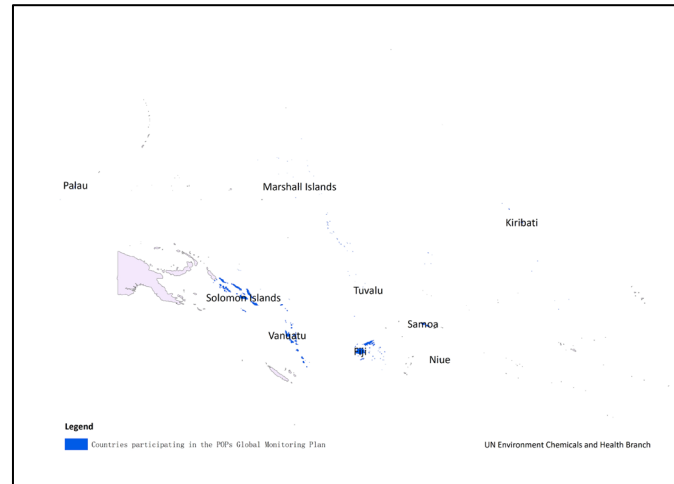 Palau
Marshall Islands
Kiribati
Solomon Islands
Tuvalu
Samoa
Vanuatu
Fiji
Niue
Legend
Countries participating in the POPs Global Monitoring Plan
UN Environment Chemicals and Health Branch